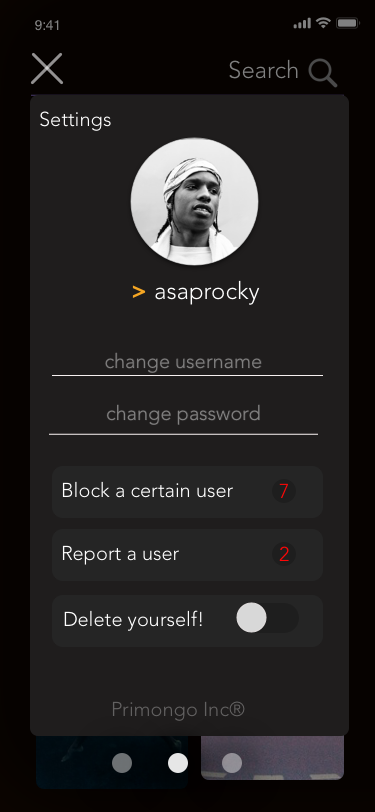 9:41
Search
Settings
> asaprocky
change username
change password
Block a certain user 7
Report a user 2
Delete yourself!
Primongo Inc®